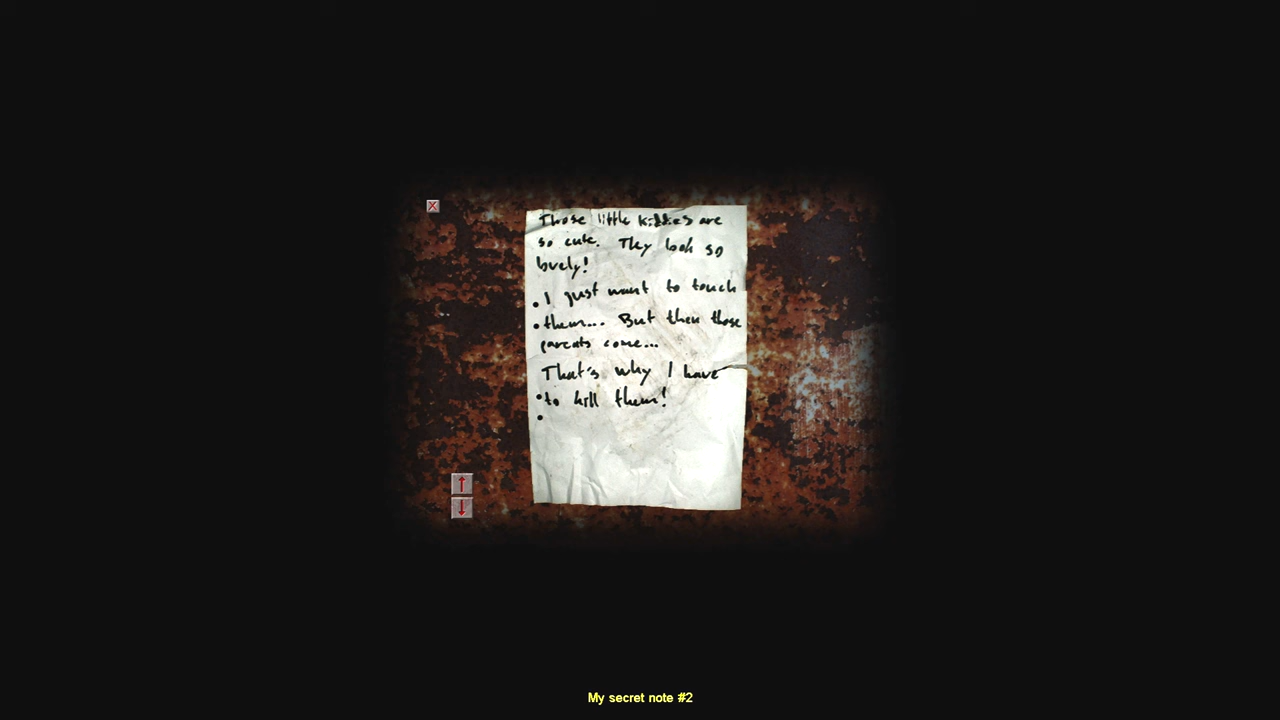 Those little are
so cute. They look so
lovely!
• I just want to touch
• them... But then those
parents come...
That's why I have
• to kill them!
•
My secret note #2